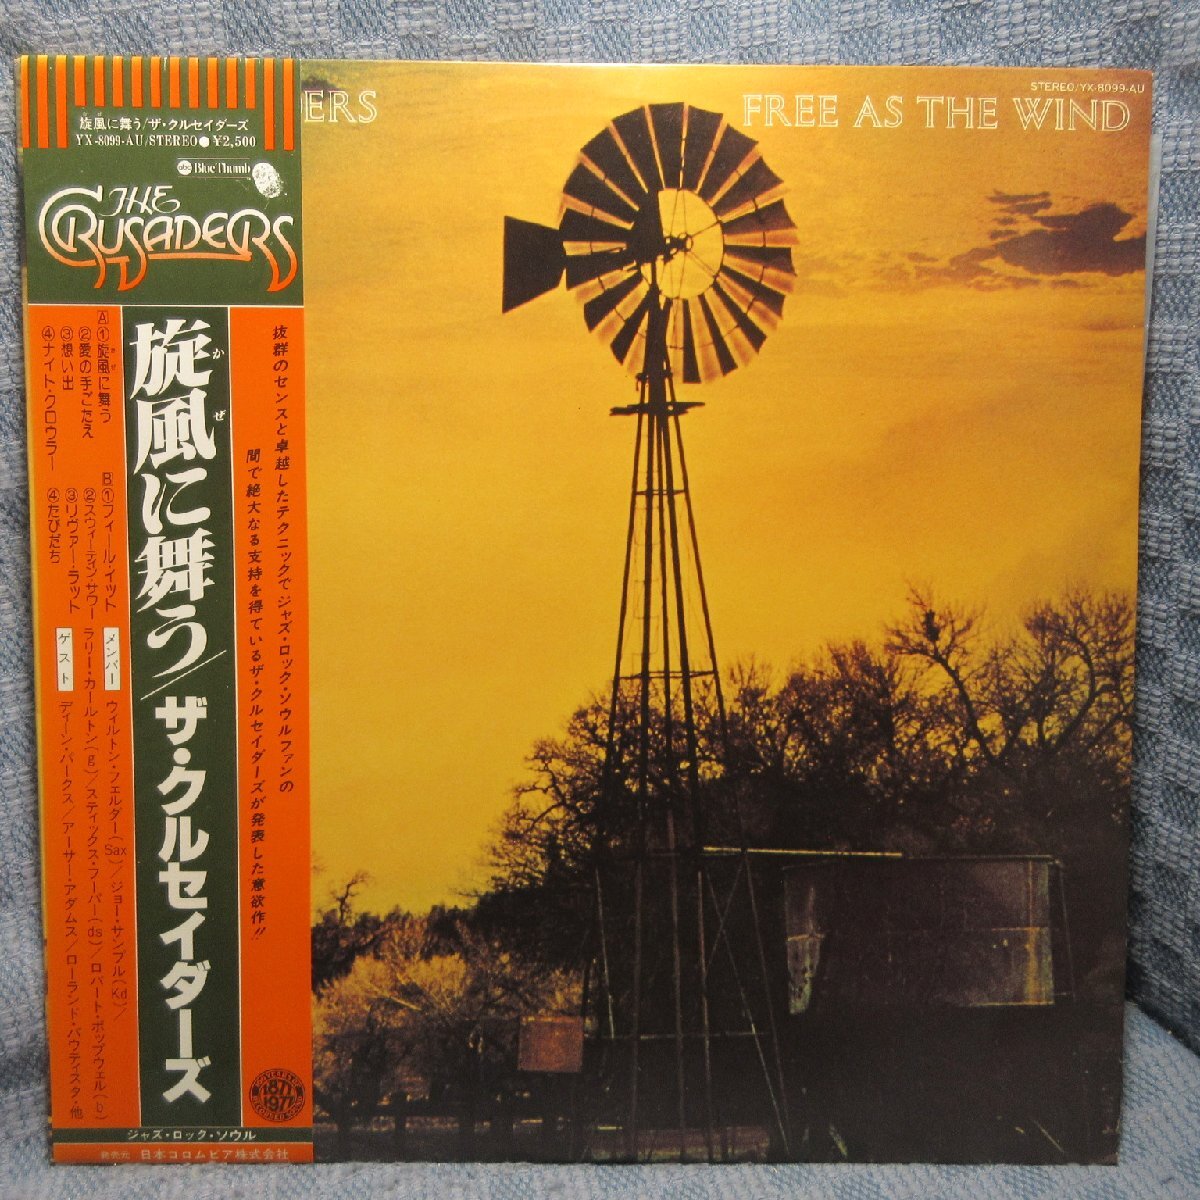 旋風に舞う/ザ・クルセイダーズ
YX-8099-AU/STEREO●¥2,500
abc Blue Thumb
THE CRUSADERS
ERS
FREE AS THE WIND
STEREO/YX-8099-AU
抜群のセンスと卓越したテクニックでジャズ・ロック・ソウルファンの
間で絶大なる支持を得ているザ・クルセイダーズが発表した意欲作!!
旋風に舞う/ザ・クルセイダーズ
かぜ
A①旋風に舞う
②愛の手ごたえ
③想い出
④ナイト・クロウラー
B①フィール・イット
②スウィーティンサワー
③リヴァー・ラット
④たびだち
メンバー
ウィルトン・フェルダー(Sax)/ジョー・サンプル(Kd)/
ラリー・カールトン(g)/スティックス・フーパー(ds)/ロバート・ポップウェル(b)
ゲスト
ディーン・パークス/アーサー・アダムス/ローランド・バウティスタ・他
1877
1977
RECORDED SOUND
ジャズ・ロック・ソウル
発売元 日本コロムビア株式会社